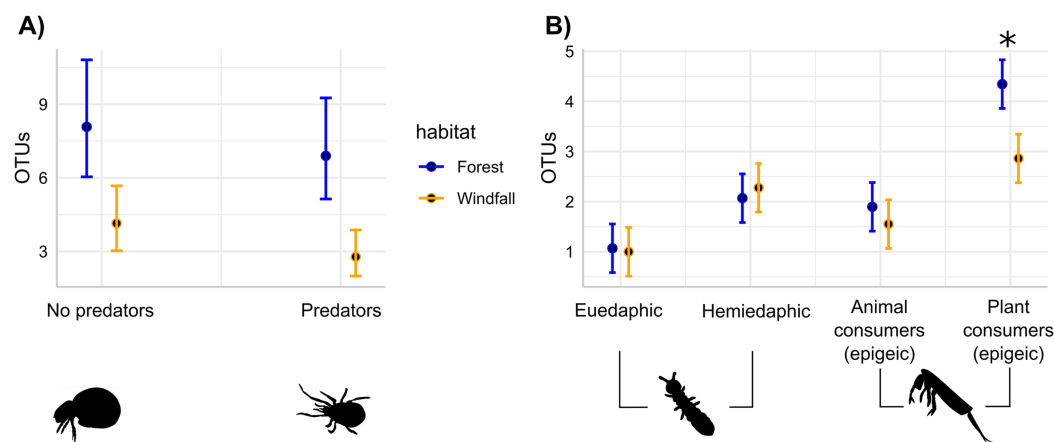 A)
OTUs
9
6
3
No predators
Predators
habitat
Forest
Windfall
B)
OTUs
5
4
3
2
1
*
Euedaphic
Hemiedaphic
Animal
consumers
(epigeic)
Plant
consumers
(epigeic)